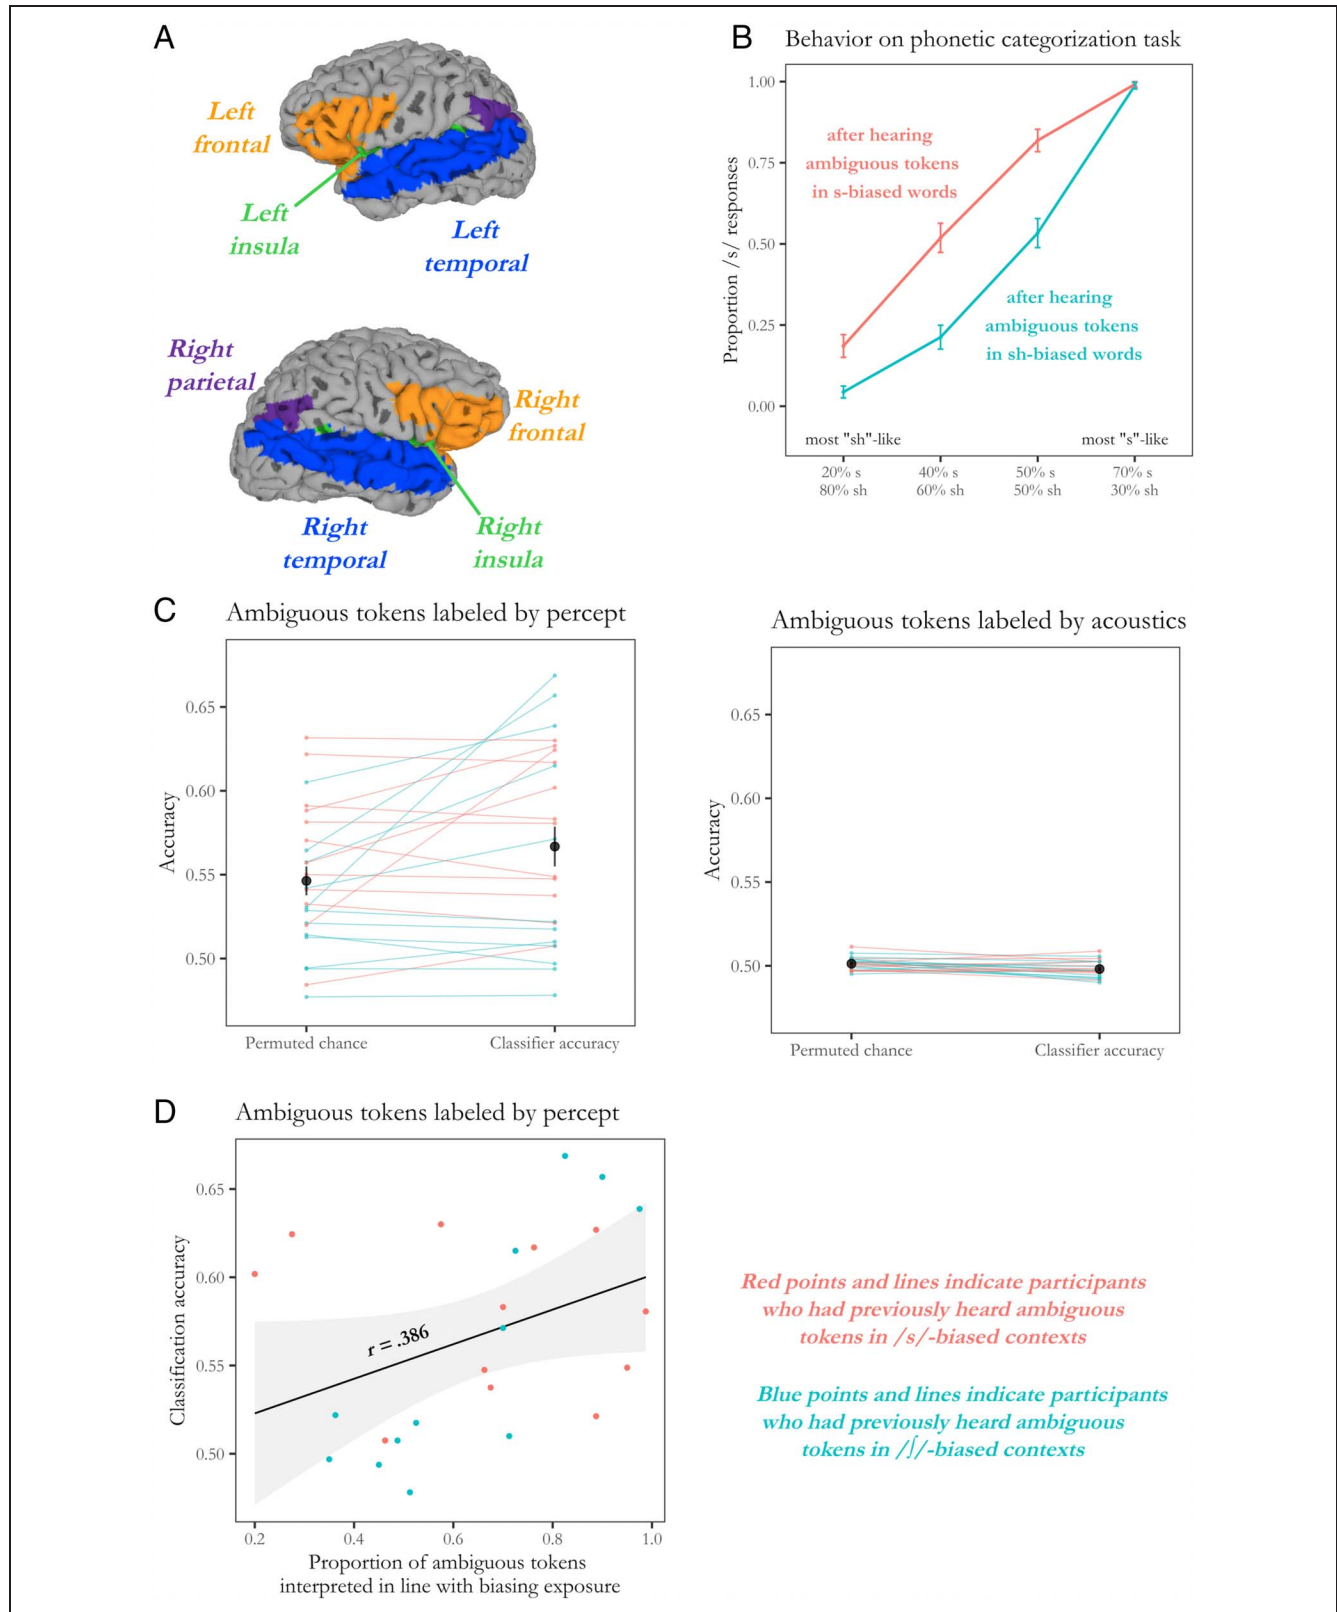 A
Left
frontal
Left
insula
Left
temporal
Right
parietal
Right
frontal
Right
temporal
Right
insula
B
Behavior on phonetic categorization task
Proportion /s/ responses
1.00
0.75
0.50
0.25
0.00
after hearing
ambiguous tokens
in s-biased words
after hearing
ambiguous tokens
in sh-biased words
most "sh"-like
most "s"-like
20% s
80% sh
40% s
60% sh
50% s
50% sh
70% s
30% sh
C
Ambiguous tokens labeled by percept
Accuracy
0.65
0.60
0.55
0.50
Permuted chance
Classifier accuracy
Ambiguous tokens labeled by acoustics
Accuracy
0.65
0.60
0.55
0.50
Permuted chance
Classifier accuracy
D
Ambiguous tokens labeled by percept
Classification accuracy
0.65
0.60
0.55
0.50
r = .386
0.2
0.4
0.6
0.8
1.0
Proportion of ambiguous tokens
interpreted in line with biasing exposure
Red points and lines indicate participants
who had previously heard ambiguous
tokens in /s/-biased contexts
Blue points and lines indicate participants
who had previously heard ambiguous
tokens in /ʃ/-biased contexts